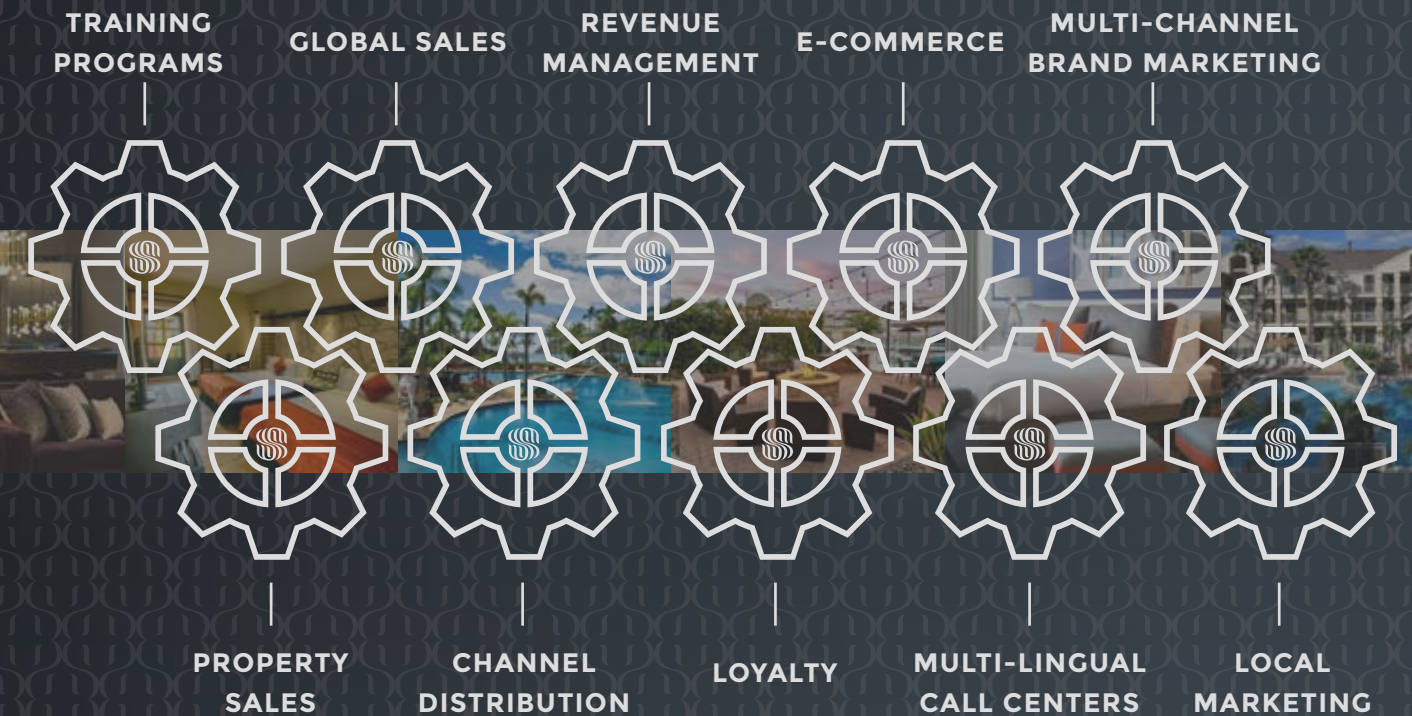 TRAINING
PROGRAMS
GLOBAL SALES
REVENUE
MANAGEMENT
E-COMMERCE
MULTI-CHANNEL
BRAND MARKETING
PROPERTY
SALES
CHANNEL
DISTRIBUTION
LOYALTY
MULTI-LINGUAL
CALL CENTERS
LOCAL
MARKETING